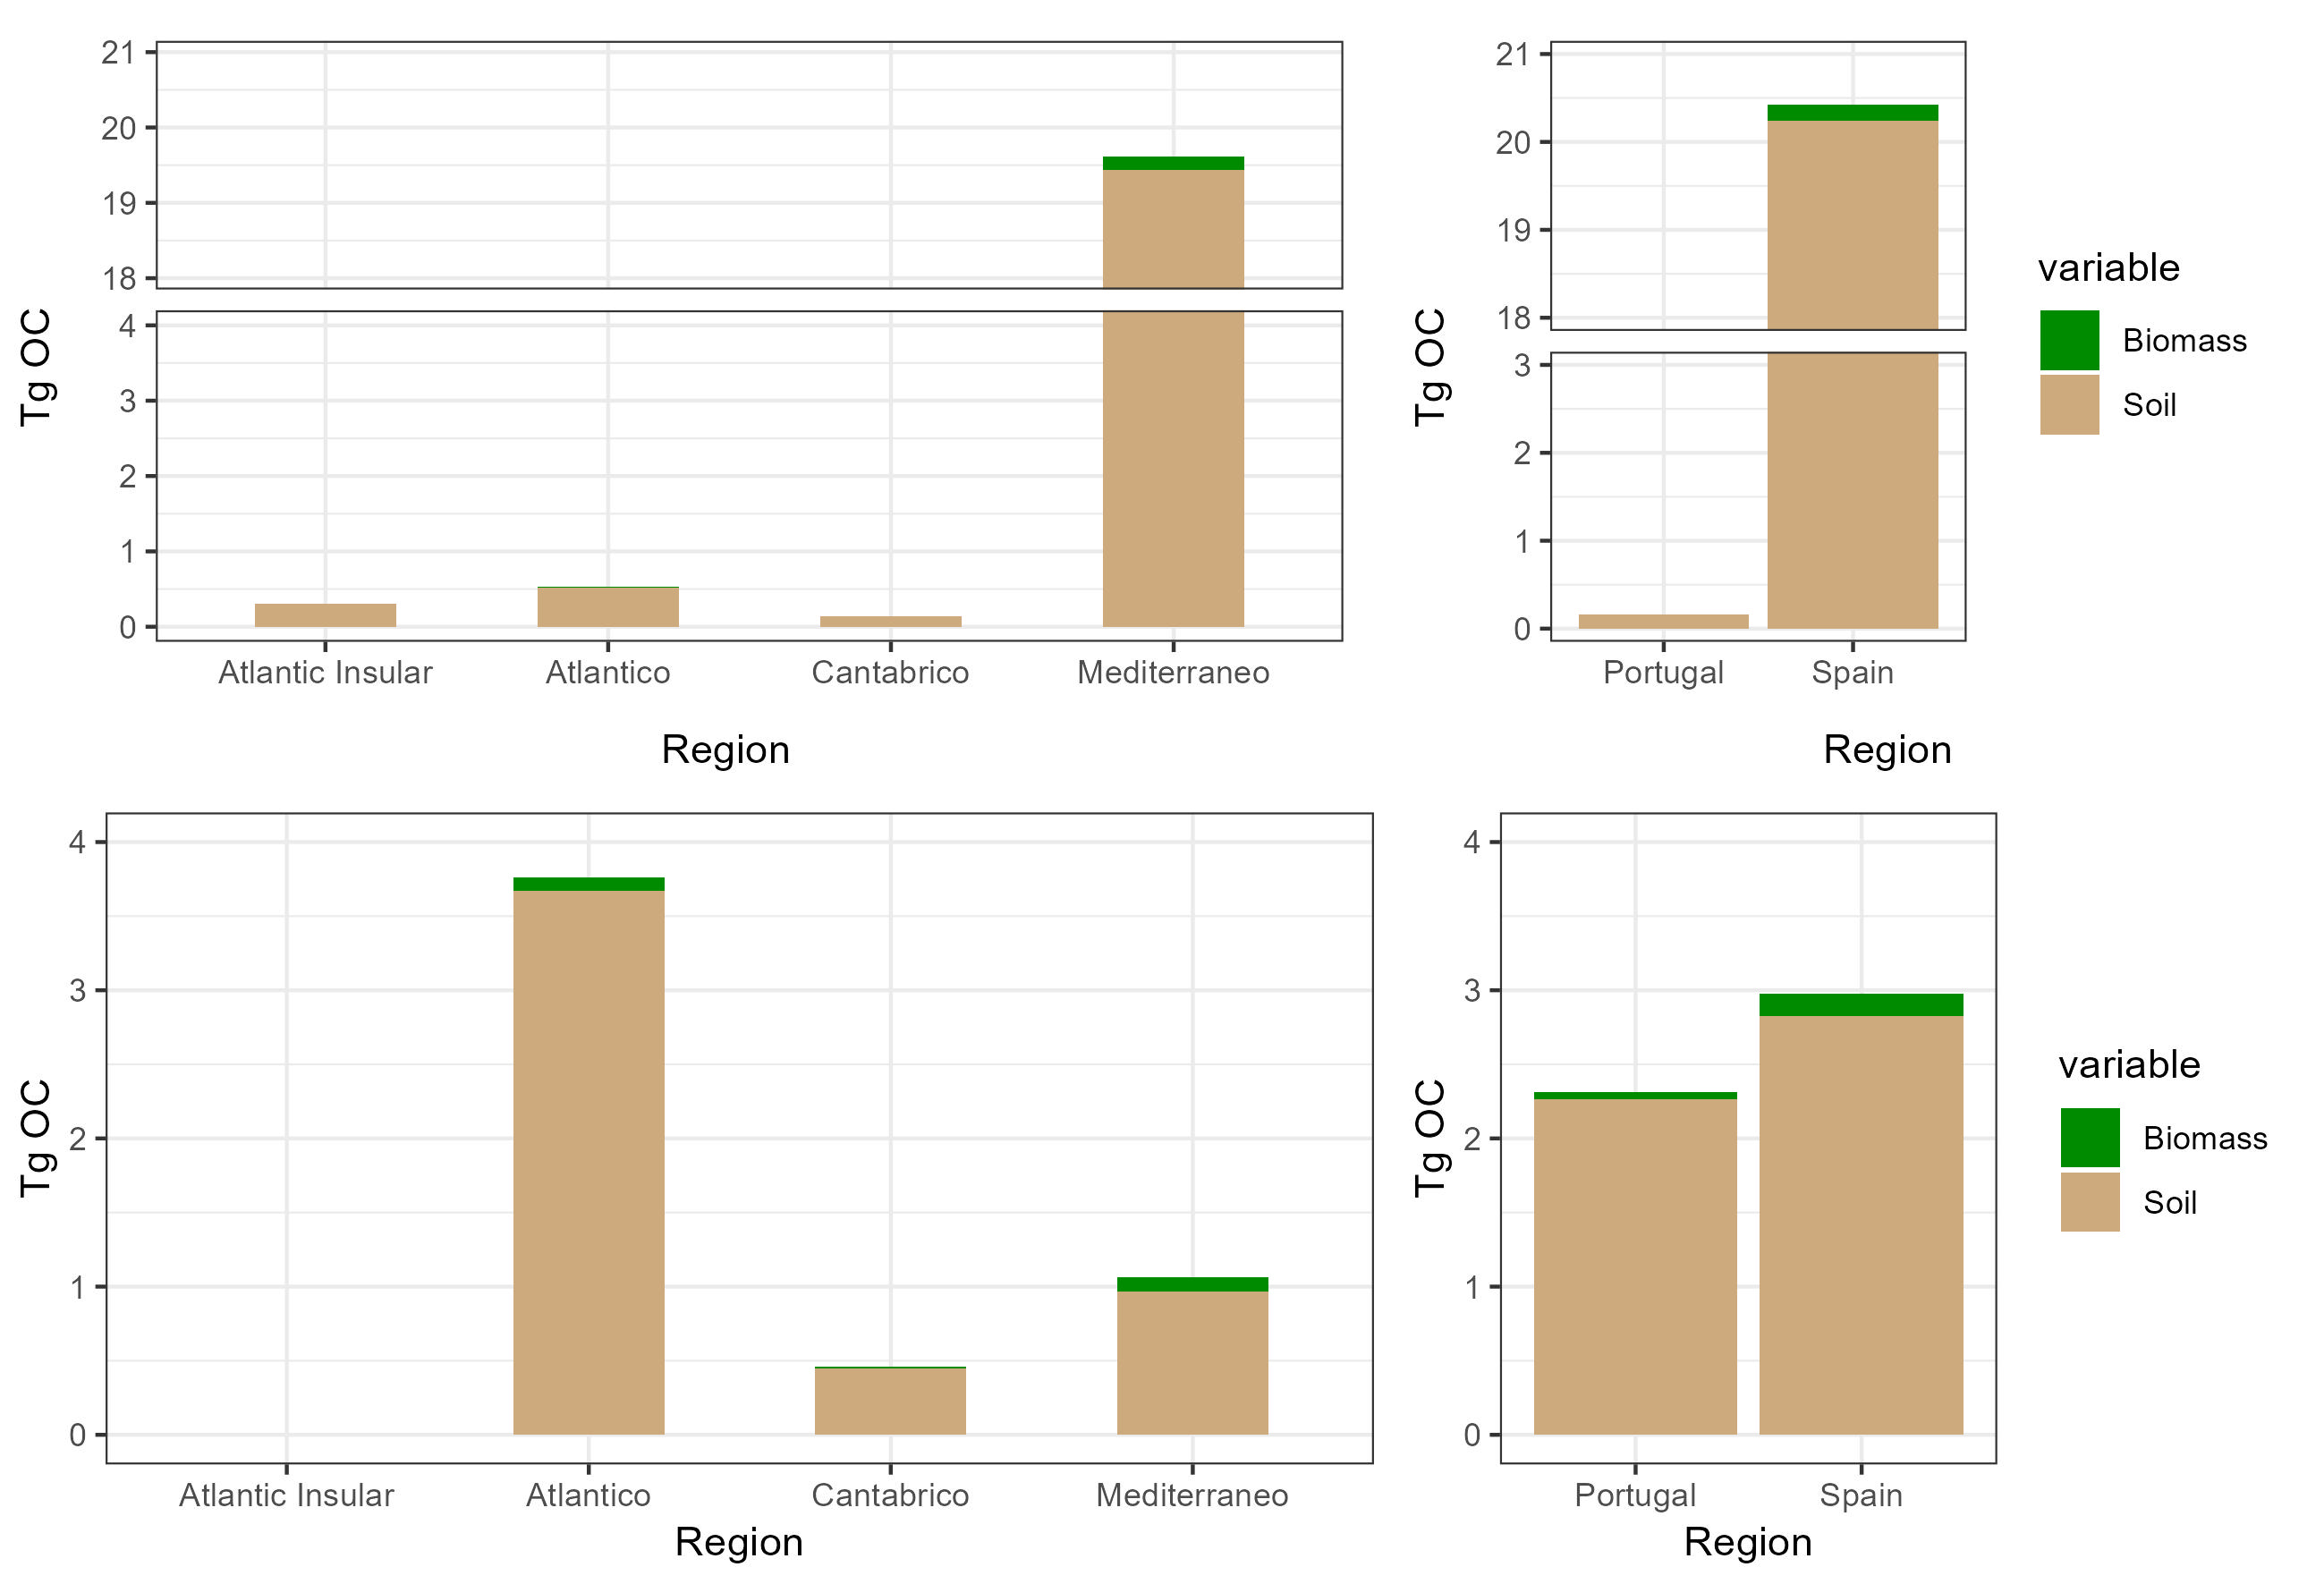 Tg OC
21
20
19
18
4
3
2
1
0
Atlantic Insular Atlantico Cantabrico Mediterraneo
Region
Tg OC
21
20
19
18
3
2
1
0
Portugal Spain
Region
variable
Biomass
Soil
Tg OC
4
3
2
1
0
Atlantic Insular Atlantico Cantabrico Mediterraneo
Region
Tg OC
4
3
2
1
0
Portugal Spain
Region
variable
Biomass
Soil